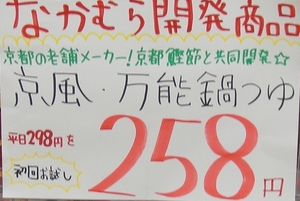 なかむら開発商品
京都の老舗メーカー！京都鰹節と共同開発☆
京風・万能鍋つゆ
平日298円を
初回お試し
258円